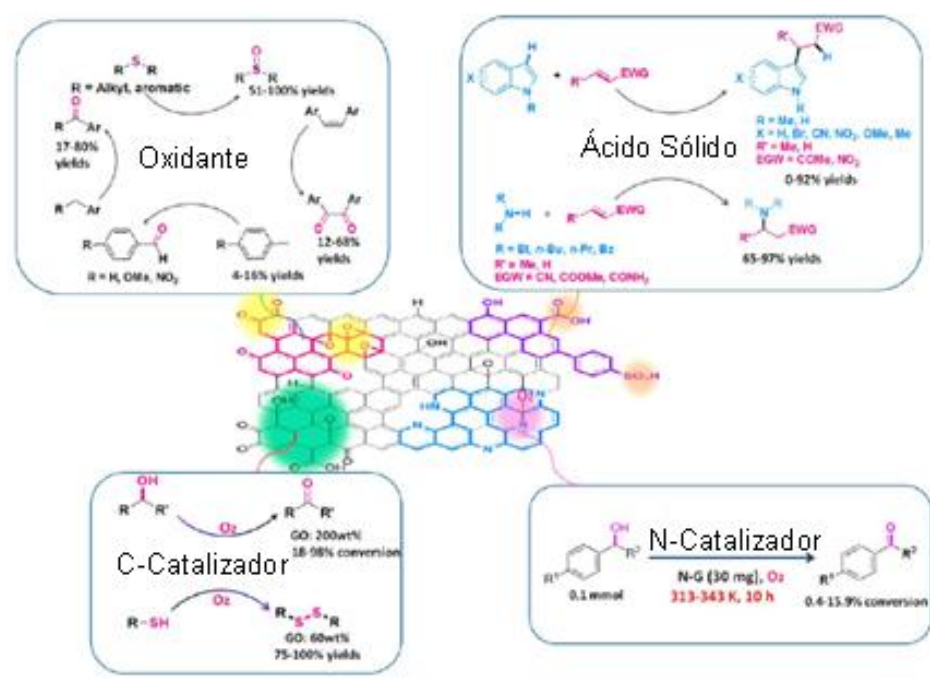 R-S-R
R = Alkyl, aromatic
51-100% yields
17-80%
yields
Oxidante
12-68%
yields
R = H, OMe, NO2
4-16% yields
Ácido Sólido
R = Me, H
X = H, Br, CN, NO2, OMe, Me
R' = Me, H
EGW = COMe, NO2
0-92% yields
R = Et, n-Bu, n-Pr, Bz
R' = Me, H
EGW = CN, COOMe, CONH2
65-97% yields
OH
R R'
O2
O
R R'
GO: 200wt%
18-98% conversion
C-Catalizador
R-SH
O2
R-S-S-R
GO: 60wt%
75-100% yields
N-Catalizador
N-G (30 mg), O2
313-343 K, 10 h
0.1 mmol
0.4-15.9% conversion